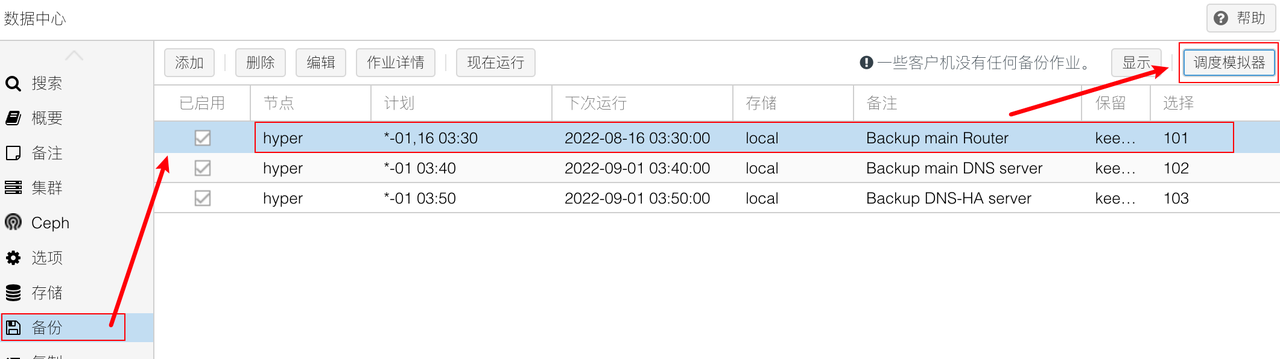 数据中心
帮助
搜索
概要
备注
集群
Ceph
选项
存储
备份
添加 删除 编辑 作业详情 现在运行 一些客户机没有任何备份作业。 显示 调度模拟器
已启用 节点 计划 下次运行 存储 备注 保留 选择
hyper *-01,16 03:30 2022-08-16 03:30:00 local Backup main Router kee… 101
hyper *-01 03:40 2022-09-01 03:40:00 local Backup main DNS server kee… 102
hyper *-01 03:50 2022-09-01 03:50:00 local Backup DNS-HA server kee… 103